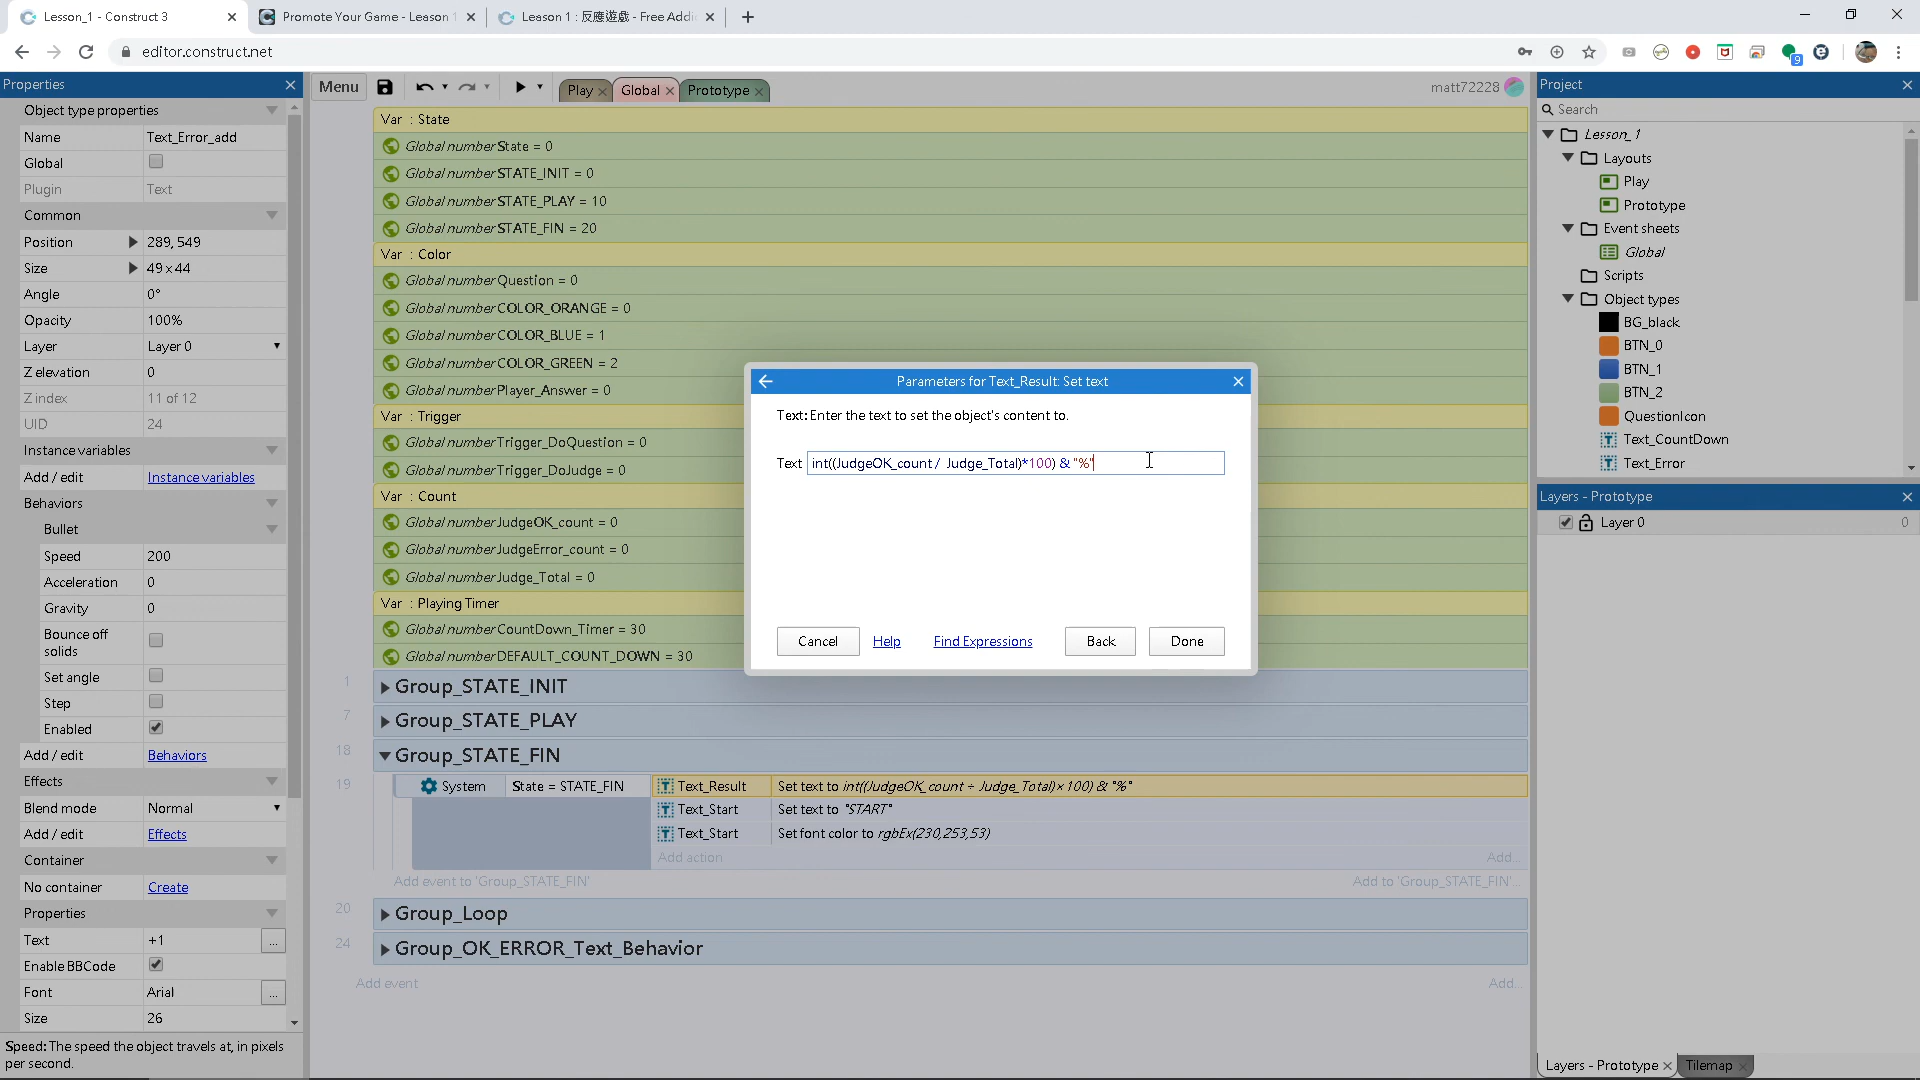 Lesson_1 - Construct 3
Promote Your Game - Leason 1
Leason 1 : 反應遊戲 - Free Addi
editor.construct.net
9
Properties
Menu
Play
Global
Prototype
matt72228
Project
Search
Object type properties
Name Text_Error_add
Global
Plugin Text
Common
Position 289, 549
Size 49 x 44
Angle 0°
Opacity 100%
Layer Layer 0
Z elevation 0
Z index 11 of 12
UID 24
Instance variables
Add / edit Instance variables
Behaviors
Bullet
Speed 200
Acceleration 0
Gravity 0
Bounce off
solids
Set angle
Step
Enabled
Add / edit Behaviors
Effects
Blend mode Normal
Add / edit Effects
Container
No container Create
Properties
Text +1 ...
Enable BBCode
Font Arial ...
Size 26
Speed: The speed the object travels at, in pixels
per second.
Var : State
Global number State = 0
Global number STATE_INIT = 0
Global number STATE_PLAY = 10
Global number STATE_FIN = 20
Var : Color
Global number Question = 0
Global number COLOR_ORANGE = 0
Global number COLOR_BLUE = 1
Global number COLOR_GREEN = 2
Global number Player_Answer = 0
Var : Trigger
Global number Trigger_DoQuestion = 0
Global number Trigger_DoJudge = 0
Var : Count
Global number JudgeOK_count = 0
Global number JudgeError_count = 0
Global number Judge_Total = 0
Var : Playing Timer
Global number CountDown_Timer = 30
Global number DEFAULT_COUNT_DOWN = 30
1 Group_STATE_INIT
7 Group_STATE_PLAY
18 Group_STATE_FIN
19 System State = STATE_FIN Text_Result Set text to int((JudgeOK_count ÷ Judge_Total)×100) & "%"
Text_Start Set text to "START"
Text_Start Set font color to rgbEx(230,253,53)
Add action Add...
Add event to 'Group_STATE_FIN' Add to 'Group_STATE_FIN'...
20 Group_Loop
24 Group_OK_ERROR_Text_Behavior
Add event Add...
Parameters for Text_Result: Set text
Text: Enter the text to set the object's content to.
Text int((JudgeOK_count / Judge_Total)*100) & "%"
Cancel Help Find Expressions Back Done
Lesson_1
Layouts
Play
Prototype
Event sheets
Global
Scripts
Object types
BG_black
BTN_0
BTN_1
BTN_2
QuestionIcon
Text_CountDown
Text_Error
Layers - Prototype
Layer 0 0
Layers - Prototype
Tilemap